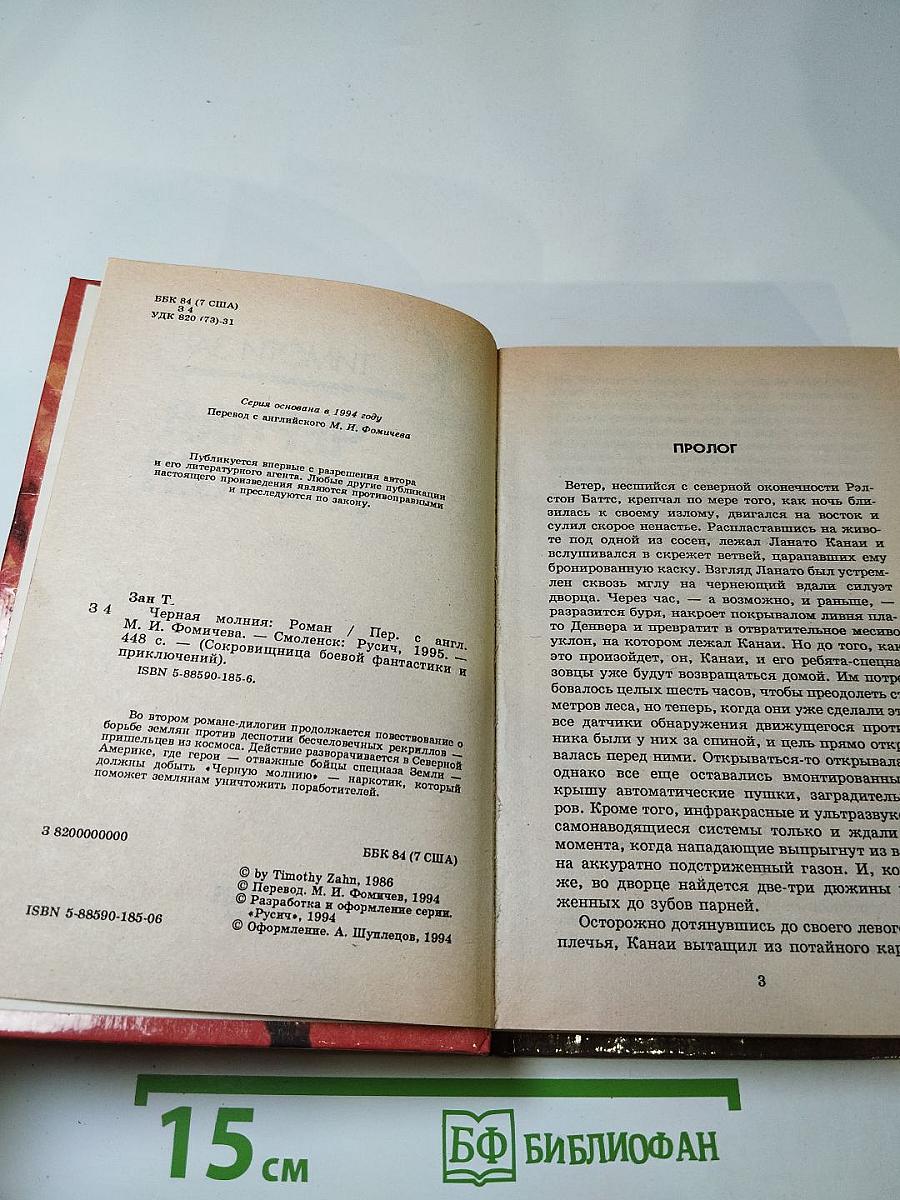 ББК 84 (7 США)
З 4
УДК 820 (73)-31
Серия основана в 1994 году
Перевод с английского М. И. Фомичева
Публикуется впервые с разрешения автора
и его литературного агента. Любые другие публикации
настоящего произведения являются противоправными
и преследуются по закону.
Зан Т.
З 4 Черная молния: Роман / Пер. с англ.
М. И. Фомичева. — Смоленск: Русич, 1995. —
448 с. — (Сокровищница боевой фантастики и
приключений).
ISBN 5-88590-185-6.
Во втором романе-дилогии продолжается повествование о
борьбе землян против деспотии бесчеловечных рекриллов —
пришельцев из космоса. Действие разворачивается в Северной
Америке, где герои — отважные бойцы спецназа Земли —
должны добыть «Черную молнию» — наркотик, который
поможет землянам уничтожить поработителей.
З 8200000000
ББК 84 (7 США)
© by Timothy Zahn, 1986
© Перевод. М. И. Фомичев, 1994
© Разработка и оформление серии.
«Русич», 1994
© Оформление. А. Шуплецов, 1994
ISBN 5-88590-185-06
ПРОЛОГ
Ветер, несшийся с северной оконечности Рэл-
стон Баттс, крепчал по мере того, как ночь бли-
зилась к своему излому, двигался на восток и
сулил скорое ненастье. Распластавшись на живо-
те под одной из сосен, лежал Ланато Канаи и
вслушивался в скрежет ветвей, царапавших ему
бронированную каску. Взгляд Ланато был устрем-
лен сквозь мглу на чернеющий вдали силуэт
дворца. Через час, — а возможно, и раньше, —
разразится буря, накроет покрывалом ливня пла-
то Денвера и превратит в отвратительное месиво
уклон, на котором лежал Канаи. Но до того, как
это произойдет, он, Канаи, и его ребята-спецна-
зовцы уже будут возвращаться домой. Им потре
бовалось целых шесть часов, чтобы преодолеть ст
метров леса, но теперь, когда они уже сделали эт
все датчики обнаружения движущегося проти
ника были у них за спиной, и цель прямо откр
валась перед ними. Открываться-то открывала
однако все еще оставались вмонтированны
крышу автоматические пушки, заградитель
ров. Кроме того, инфракрасные и ультразвук
самонаводящиеся системы только и ждали
момента, когда нападающие выпрыгнут из в
на аккуратно подстриженный газон. И, ко
же, во дворце найдется две-три дюжины
женных до зубов парней.
Осторожно дотянувшись до своего левого
плечья, Канаи вытащил из потайного кар
3
15 см
БФ БИБЛИОФАН